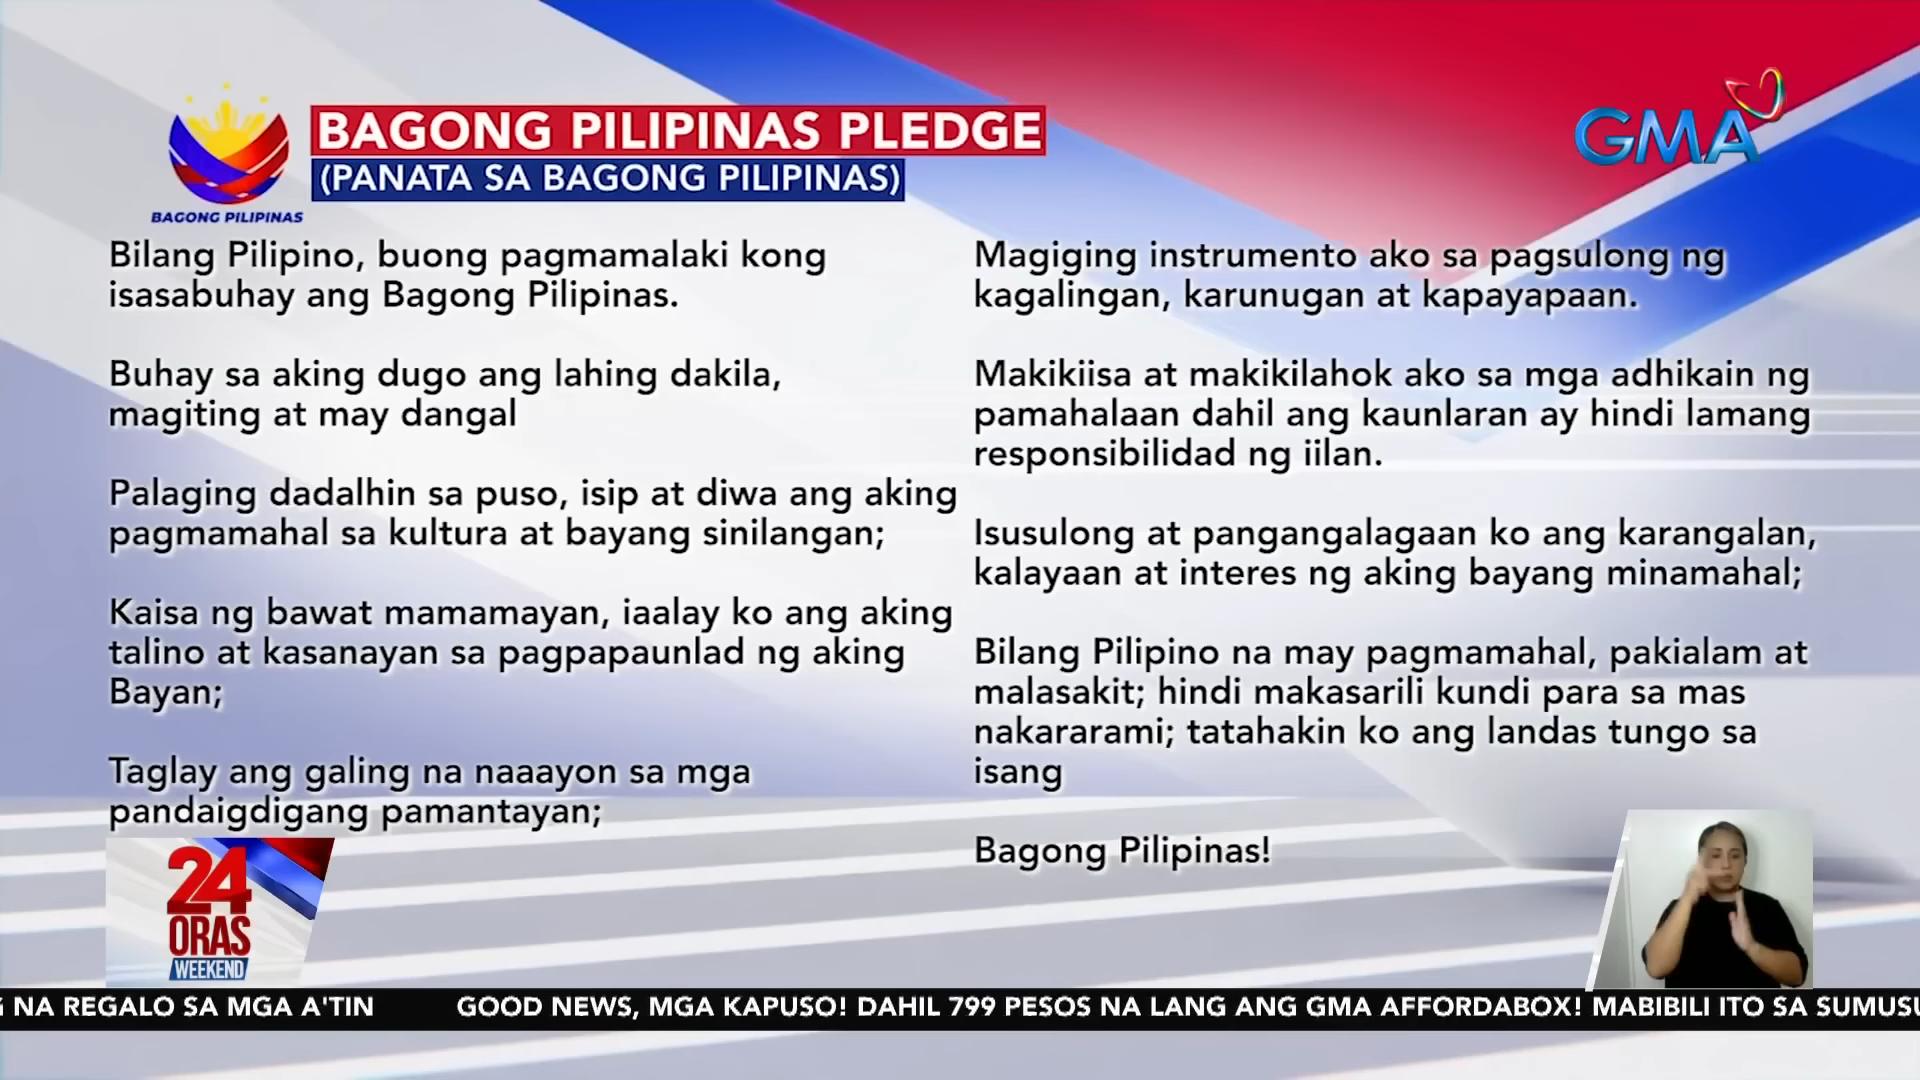 BAGONG PILIPINAS PLEDGE
(PANATA SA BAGONG PILIPINAS)
BAGONG PILIPINAS
GMA
Bilang Pilipino, buong pagmamalaki kong
isasabuhay ang Bagong Pilipinas.
Buhay sa aking dugo ang lahing dakila,
magiting at may dangal
Palaging dadalhin sa puso, isip at diwa ang aking
pagmamahal sa kultura at bayang sinilangan;
Kaisa ng bawat mamamayan, iaalay ko ang aking
talino at kasanayan sa pagpapaunlad ng aking
Bayan;
Taglay ang galing na naaayon sa mga
pandaigdigang pamantayan;
Magiging instrumento ako sa pagsulong ng
kagalingan, karunugan at kapayapaan.
Makikiisa at makikilahok ako sa mga adhikain ng
pamahalaan dahil ang kaunlaran ay hindi lamang
responsibilidad ng iilan.
Isusulong at pangangalagaan ko ang karangalan,
kalayaan at interes ng aking bayang minamahal;
Bilang Pilipino na may pagmamahal, pakialam at
malasakit; hindi makasarili kundi para sa mas
nakararami; tatahakin ko ang landas tungo sa
isang
Bagong Pilipinas!
24
ORAS
WEEKEND
G NA REGALO SA MGA A'TIN GOOD NEWS, MGA KAPUSO! DAHIL 799 PESOS NA LANG ANG GMA AFFORDABOX! MABIBILI ITO SA SUMUSU